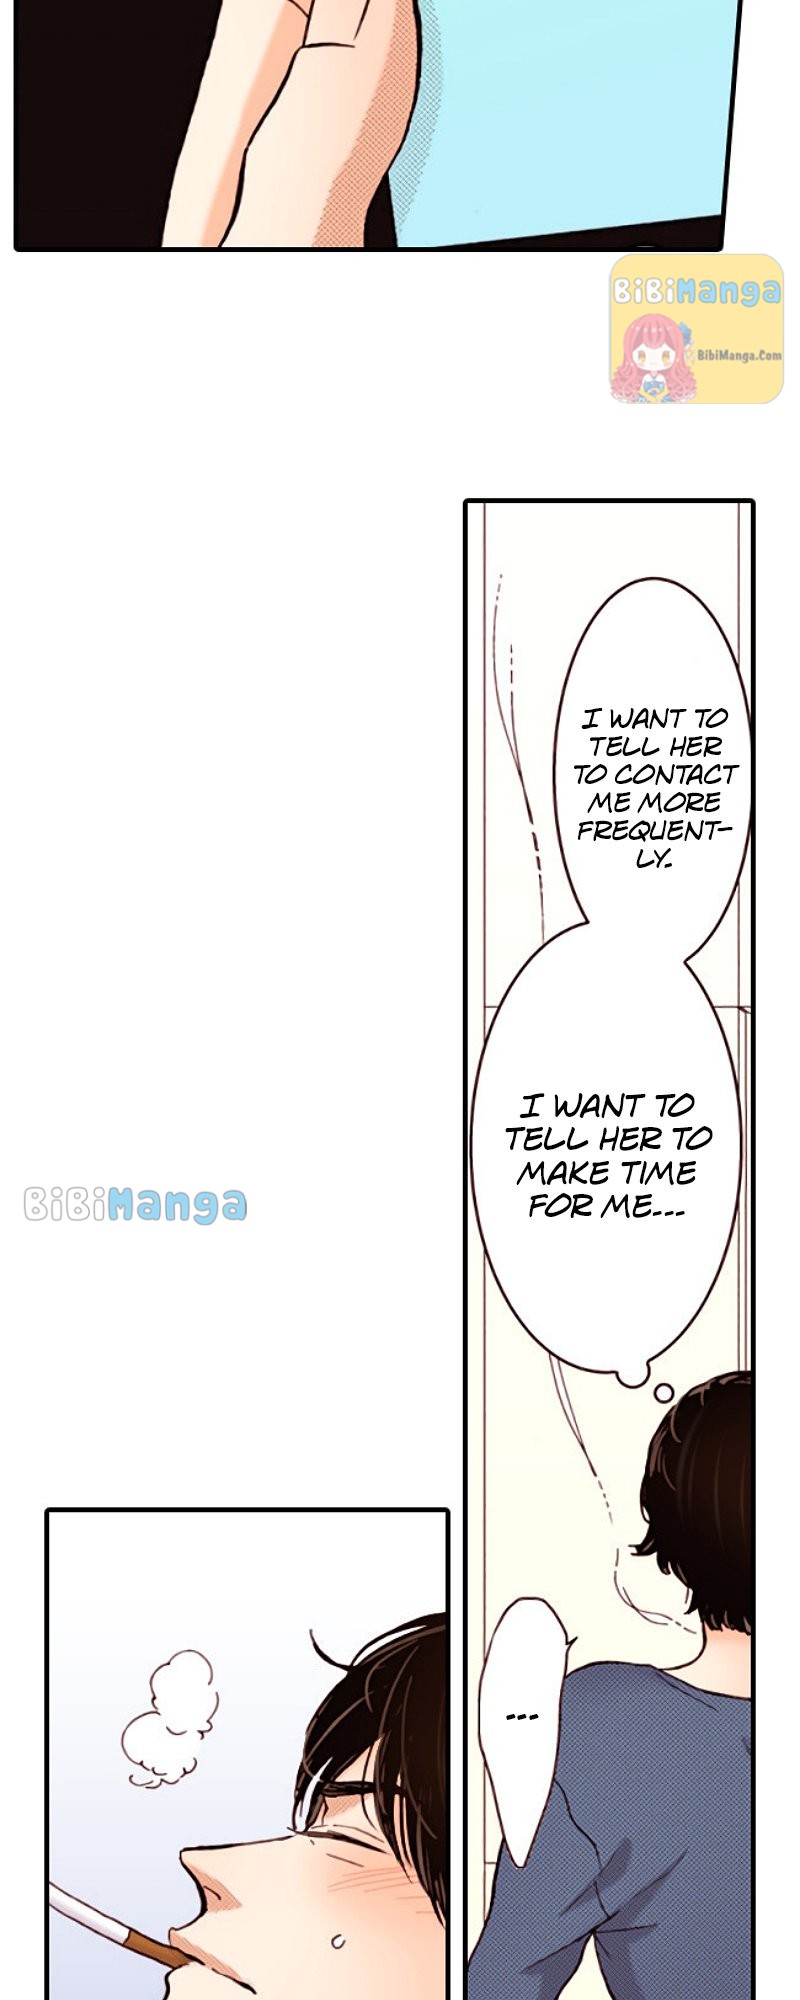 BiBiManga
BibiManga.Com
I WANT TO
TELL HER
TO CONTACT
ME MORE
FREQUENT-
LY.
I WANT TO
TELL HER TO
MAKE TIME
FOR ME...
BiBiManga
...